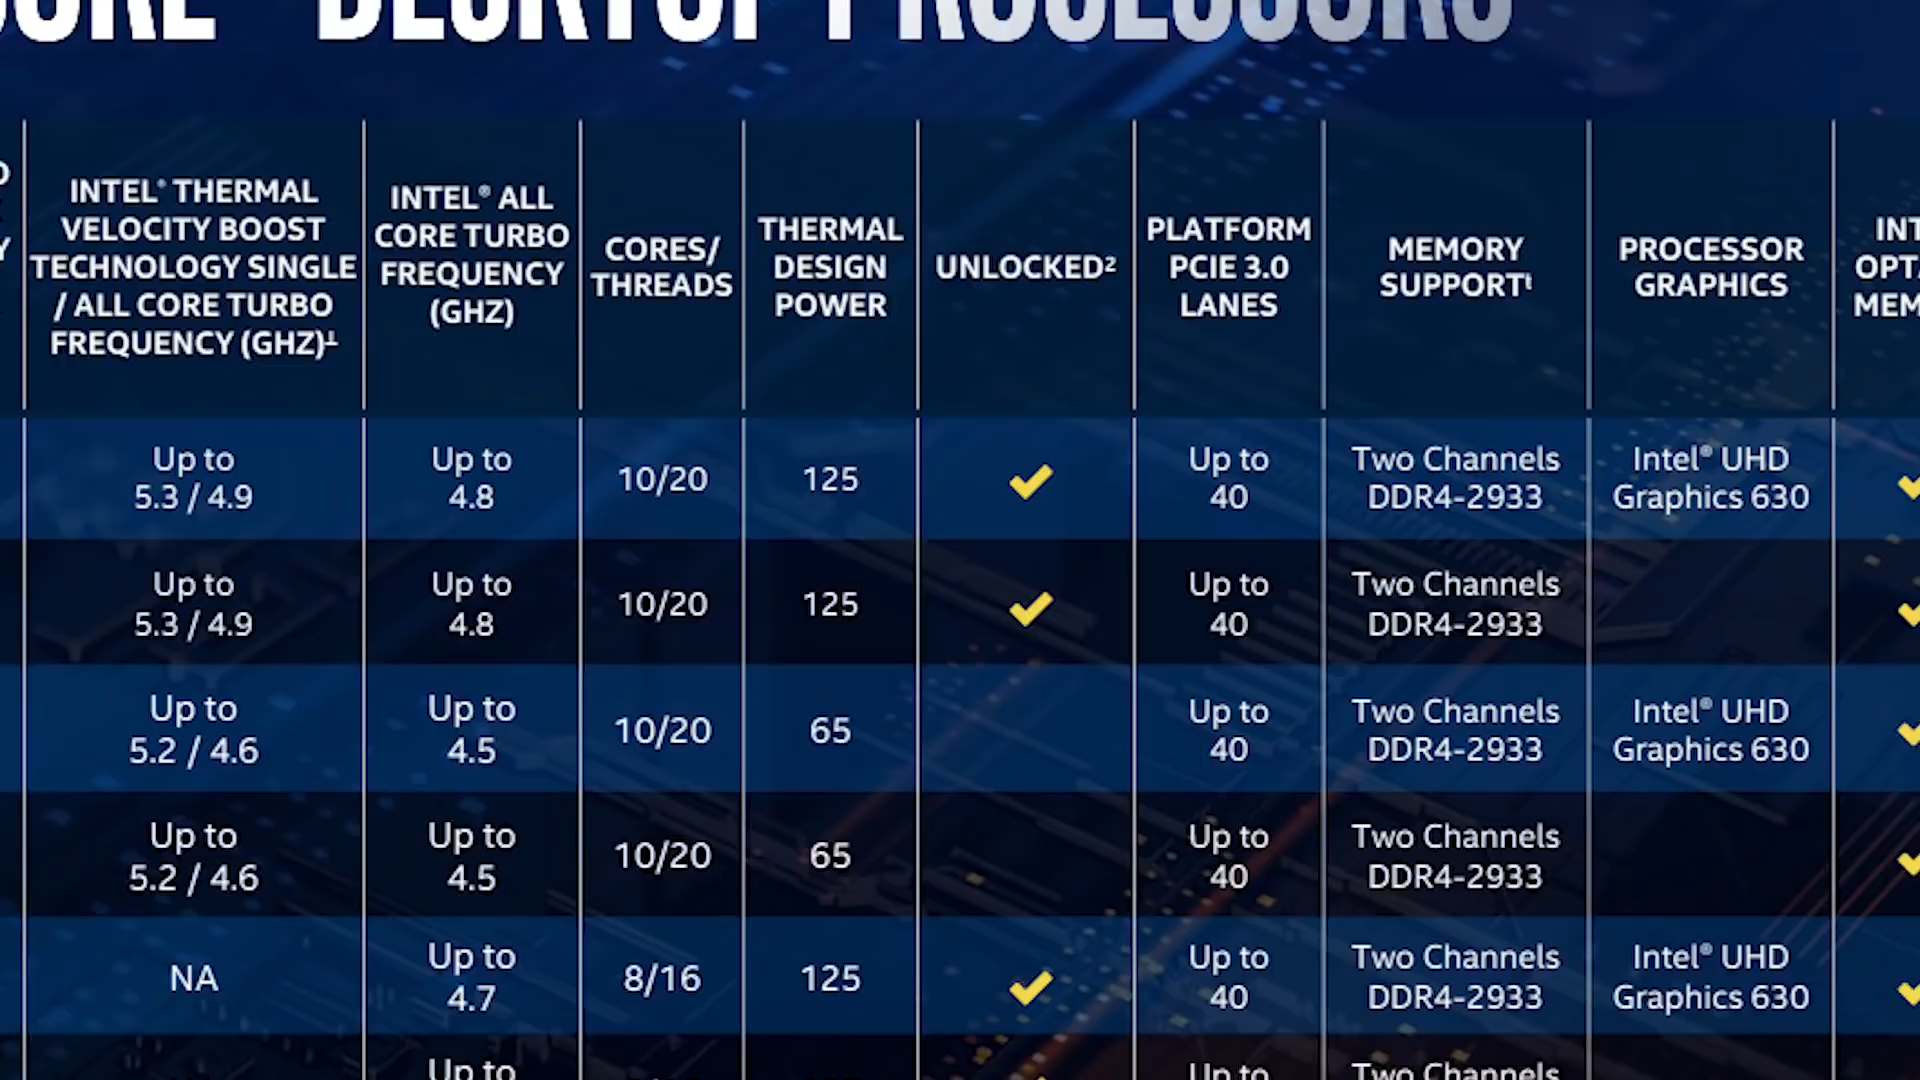 CORE DESKTOP PROCESSORS
D
Y
INTEL® THERMAL
VELOCITY BOOST
TECHNOLOGY SINGLE
/ ALL CORE TURBO
FREQUENCY (GHZ)¹
INTEL® ALL
CORE TURBO
FREQUENCY
(GHZ)
CORES/
THREADS
THERMAL
DESIGN
POWER
UNLOCKED²
PLATFORM
PCIE 3.0
LANES
MEMORY
SUPPORT
PROCESSOR
GRAPHICS
INT
OPTA
MEM
Up to
5.3 / 4.9
Up to
4.8
10/20
125
Up to
40
Two Channels
DDR4-2933
Intel® UHD
Graphics 630
Up to
5.3 / 4.9
Up to
4.8
10/20
125
Up to
40
Two Channels
DDR4-2933
Up to
5.2 / 4.6
Up to
4.5
10/20
65
Up to
40
Two Channels
DDR4-2933
Intel® UHD
Graphics 630
Up to
5.2 / 4.6
Up to
4.5
10/20
65
Up to
40
Two Channels
DDR4-2933
NA
Up to
4.7
8/16
125
Up to
40
Two Channels
DDR4-2933
Intel® UHD
Graphics 630
Up to
Up to
Two Channels